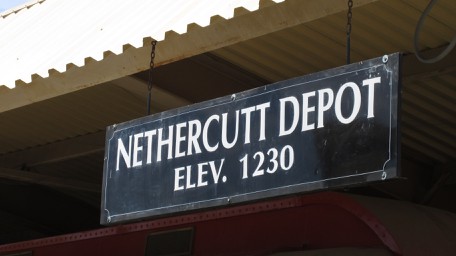 NETHERCUTT DEPOT
ELEV. 1230